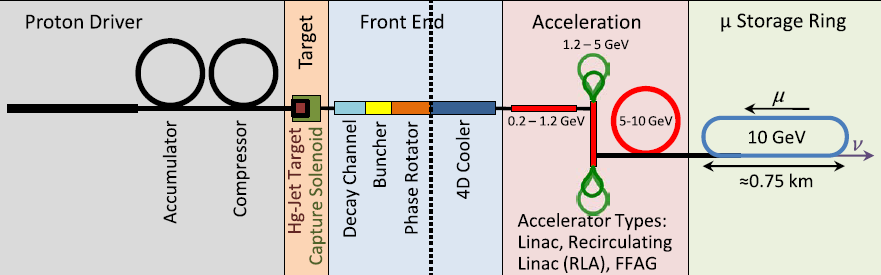 Proton Driver
Accumulator
Compressor
Target
Hg-Jet Target
Capture Solenoid
Front End
Decay Channel
Buncher
Phase Rotator
4D Cooler
Acceleration
1.2 – 5 GeV
0.2 – 1.2 GeV
5-10 GeV
Accelerator Types:
Linac, Recirculating
Linac (RLA), FFAG
μ Storage Ring
μ
10 GeV
ν
≈0.75 km